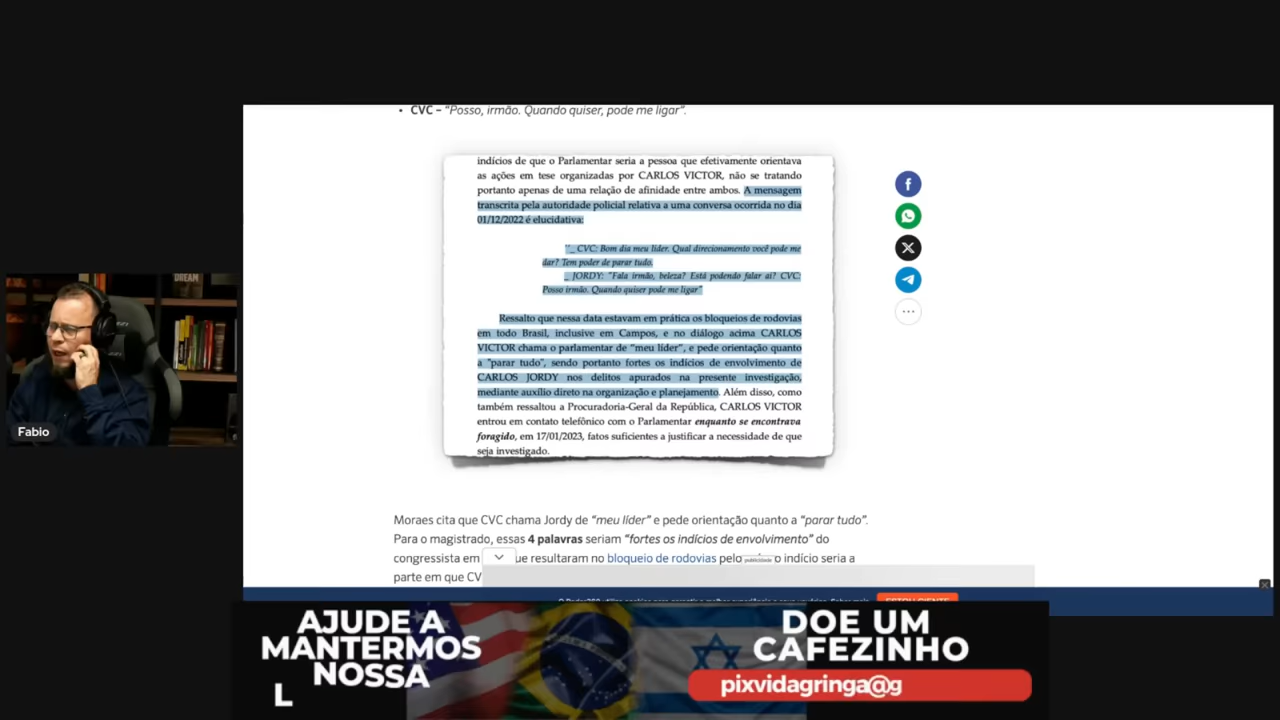 • CVC – “Posso, irmão. Quando quiser, pode me ligar”.
indícios de que o Parlamentar seria a pessoa que efetivamente orientava
as ações em tese organizadas por CARLOS VICTOR, não se tratando
portanto apenas de uma relação de afinidade entre ambos. A mensagem
transcrita pela autoridade policial relativa a uma conversa ocorrida no dia
01/12/2022 é elucidativa:
"_ CVC: Bom dia meu líder. Qual direcionamento você pode me
dar? Tem poder de parar tudo.
_ JORDY: “Fala irmão, beleza? Está podendo falar aí? CVC:
Posso irmão. Quando quiser pode me ligar”
Ressalto que nessa data estavam em prática os bloqueios de rodovias
em todo Brasil, inclusive em Campos, e no diálogo acima CARLOS
VICTOR chama o parlamentar de “meu líder”, e pede orientação quanto
a "parar tudo", sendo portanto fortes os indícios de envolvimento de
CARLOS JORDY nos delitos apurados na presente investigação,
mediante auxílio direto na organização e planejamento. Além disso, como
também ressaltou a Procuradoria-Geral da República, CARLOS VICTOR
entrou em contato telefônico com o Parlamentar enquanto se encontrava
foragido, em 17/01/2023, fatos suficientes a justificar a necessidade de que
seja investigado.
Moraes cita que CVC chama Jordy de “meu líder” e pede orientação quanto a “parar tudo”.
Para o magistrado, essas 4 palavras seriam “fortes os indícios de envolvimento” do
congressista em ue resultaram no bloqueio de rodovias pelo o indício seria a
parte em que CV
publicidade
DREAM
Fabio
AJUDE A
MANTERMOS
NOSSA
L
DOE UM
CAFEZINHO
pixvidagringa@g